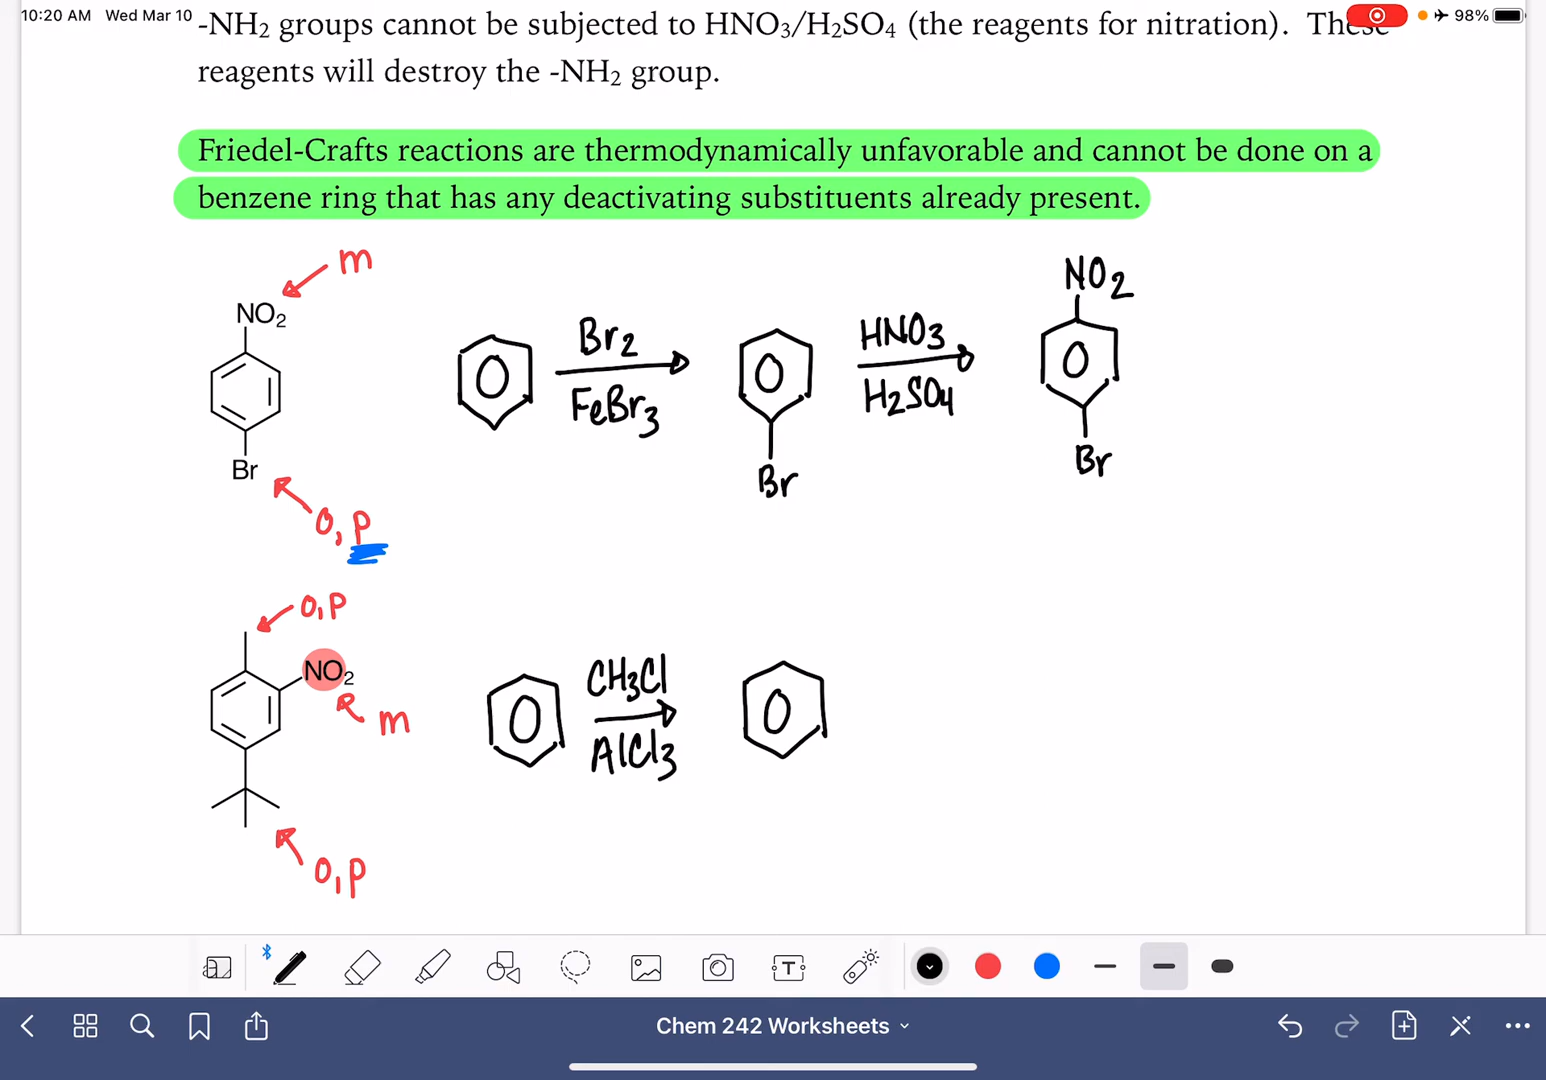 10:20 AM Wed Mar 10
98%
-NH₂ groups cannot be subjected to HNO₃/H₂SO₄ (the reagents for nitration). These
reagents will destroy the -NH₂ group.
Friedel-Crafts reactions are thermodynamically unfavorable and cannot be done on a
benzene ring that has any deactivating substituents already present.
m
NO₂
Br
O, P
Br₂
FeBr₃
Br
HNO₃
H₂SO₄
NO₂
Br
O,P
NO₂
m
O,P
CH₃Cl
AlCl₃
T
Chem 242 Worksheets